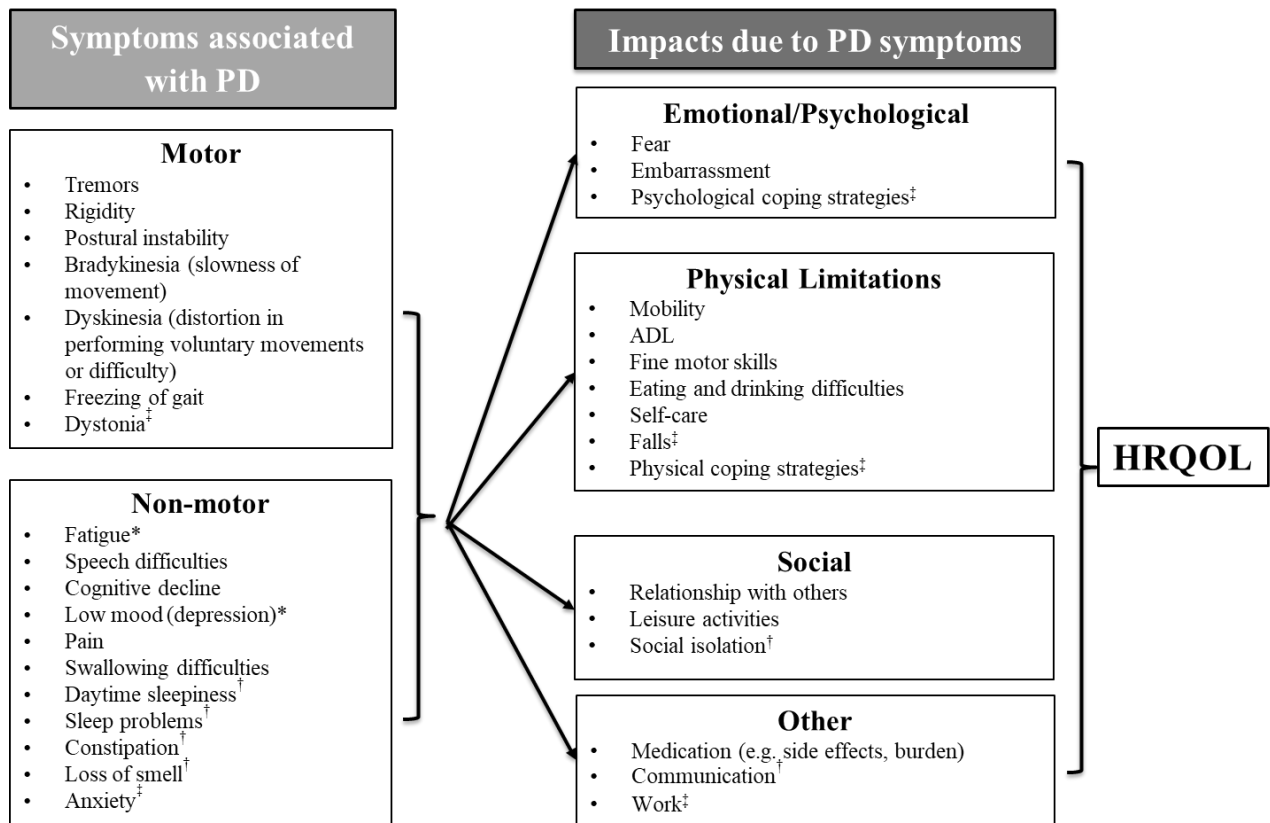 Symptoms associated
with PD
Motor
• Tremors
• Rigidity
• Postural instability
• Bradykinesia (slowness of
movement)
• Dyskinesia (distortion in
performing voluntary movements
or difficulty)
• Freezing of gait
• Dystonia‡
Non-motor
• Fatigue*
• Speech difficulties
• Cognitive decline
• Low mood (depression)*
• Pain
• Swallowing difficulties
• Daytime sleepiness†
• Sleep problems†
• Constipation†
• Loss of smell†
• Anxiety‡
Impacts due to PD symptoms
Emotional/Psychological
• Fear
• Embarrassment
• Psychological coping strategies‡
Physical Limitations
• Mobility
• ADL
• Fine motor skills
• Eating and drinking difficulties
• Self-care
• Falls‡
• Physical coping strategies‡
Social
• Relationship with others
• Leisure activities
• Social isolation†
Other
• Medication (e.g. side effects, burden)
• Communication†
• Work‡
HRQOL